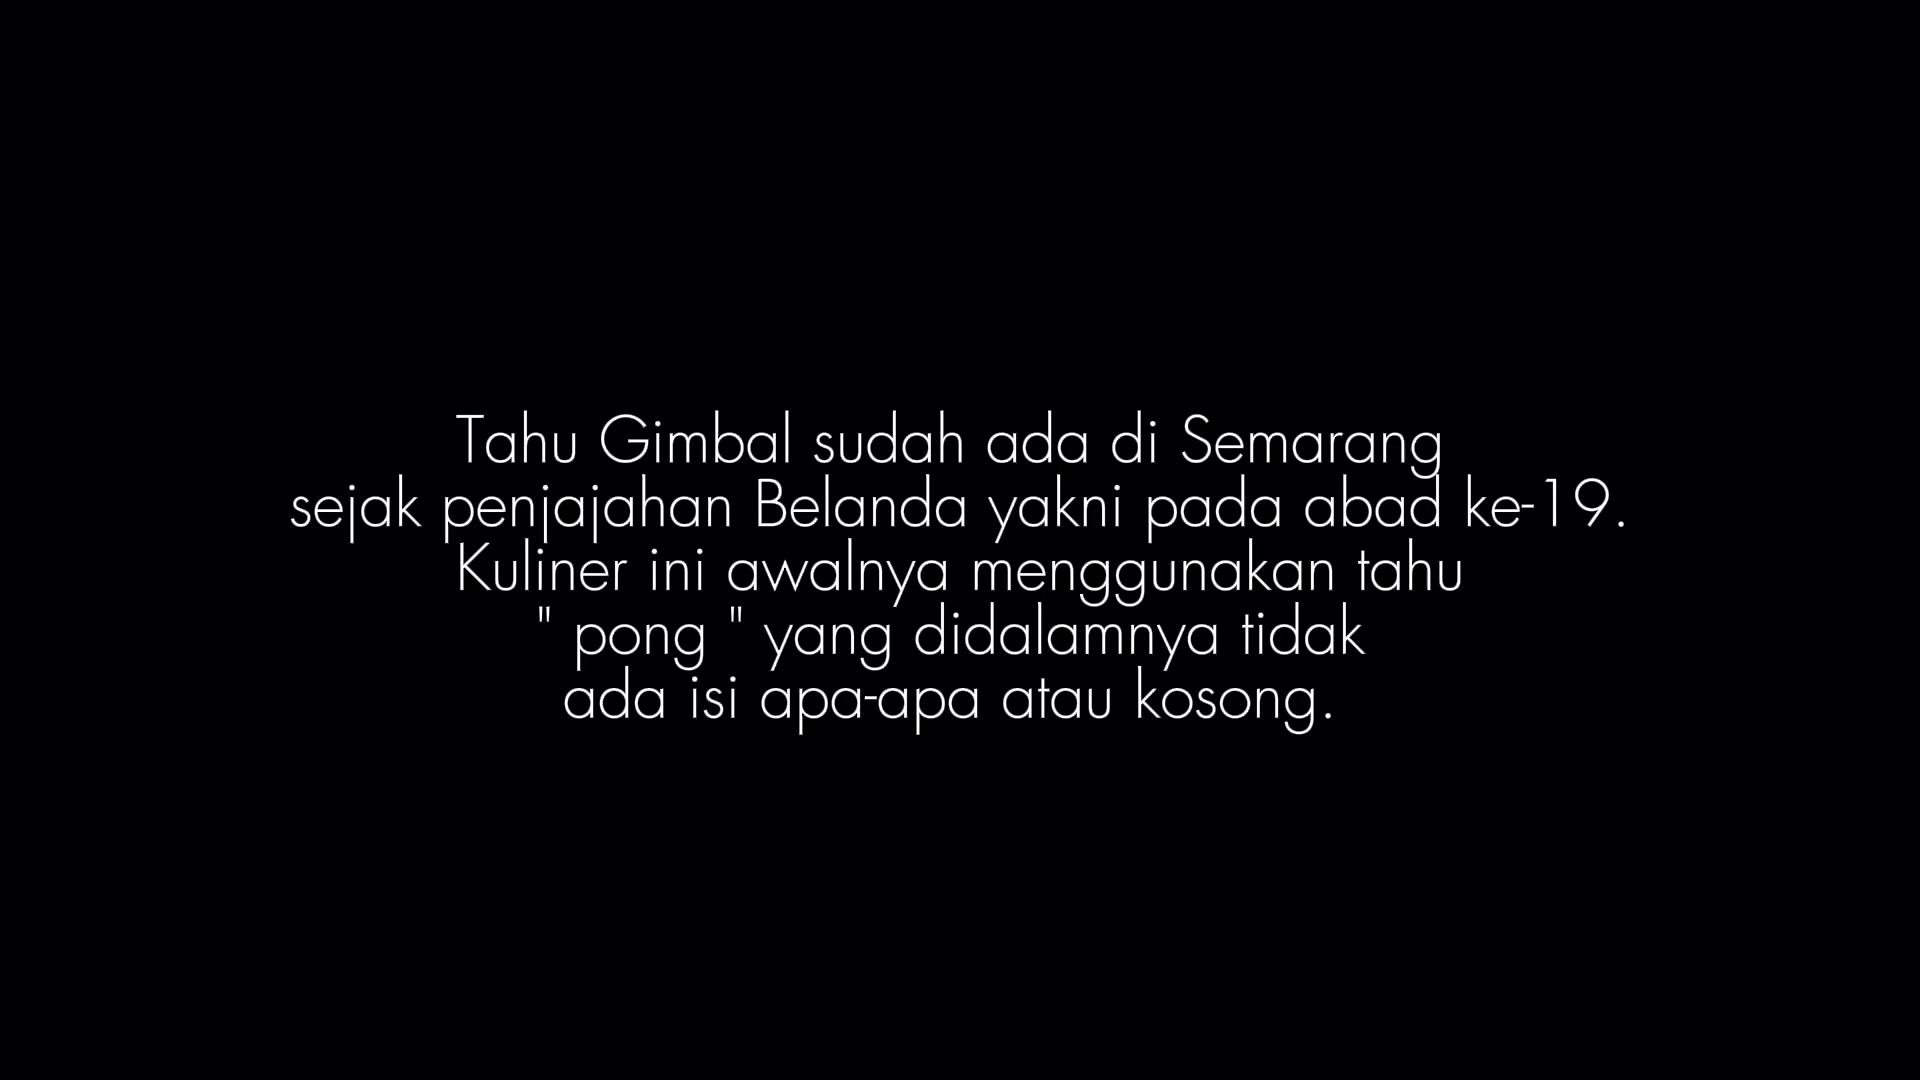 Tahu Gimbal sudah ada di Semarang
sejak penjajahan Belanda yakni pada abad ke-19.
Kuliner ini awalnya menggunakan tahu
" pong " yang didalamnya tidak
ada isi apa-apa atau kosong.